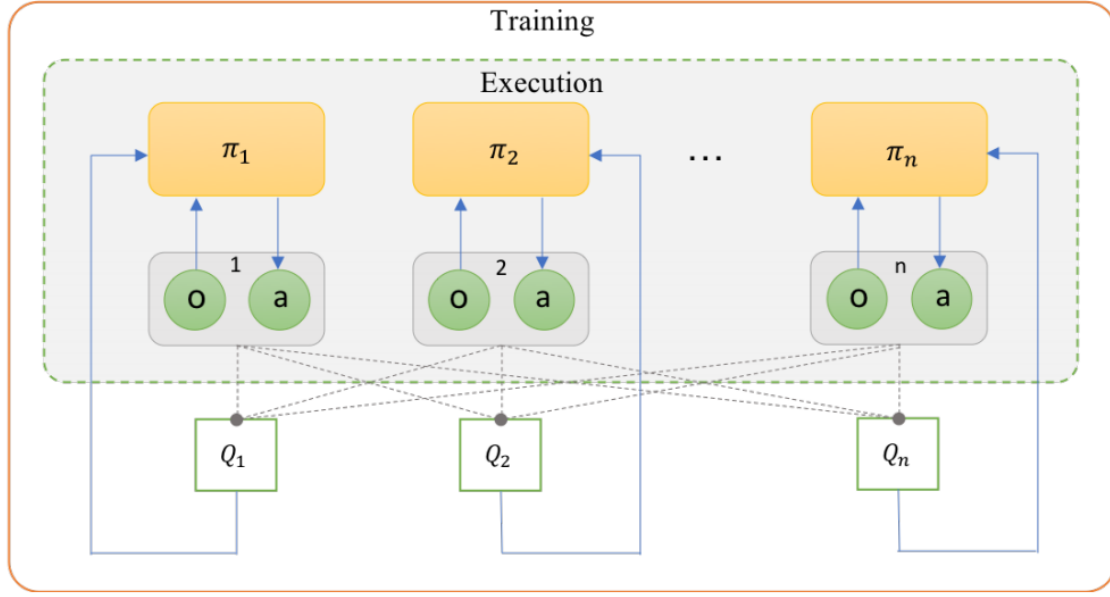 Training
Execution
π₁ π₂ ... πₙ
1 2 n
o a o a o a
Q₁ Q₂ Qₙ